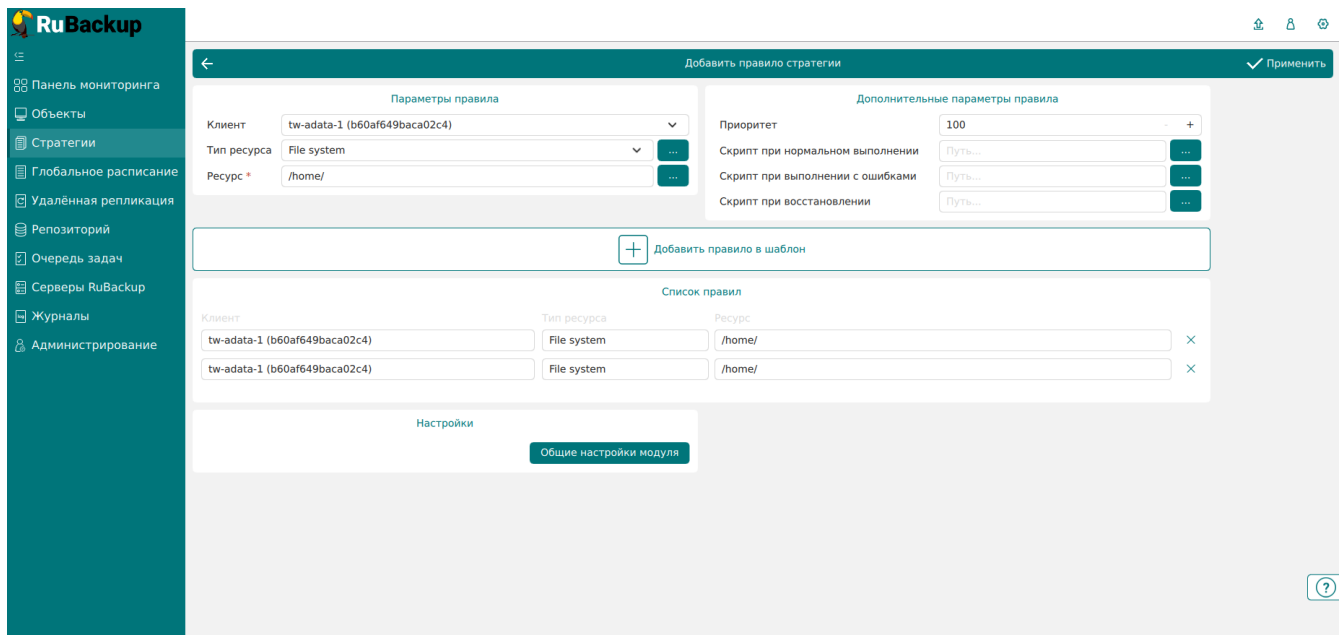 RuBackup
Панель мониторинга
Объекты
Стратегии
Глобальное расписание
Удалённая репликация
Репозиторий
Очередь задач
Серверы RuBackup
Журналы
Администрирование
Добавить правило стратегии
Применить
Параметры правила
Клиент tw-adata-1 (b60af649baca02c4)
Тип ресурса File system ...
Ресурс * /home/ ...
Дополнительные параметры правила
Приоритет 100 - +
Скрипт при нормальном выполнении Путь... ...
Скрипт при выполнении с ошибками Путь... ...
Скрипт при восстановлении Путь... ...
Добавить правило в шаблон
Список правил
Клиент Тип ресурса Ресурс
tw-adata-1 (b60af649baca02c4) File system /home/
tw-adata-1 (b60af649baca02c4) File system /home/
Настройки
Общие настройки модуля
?